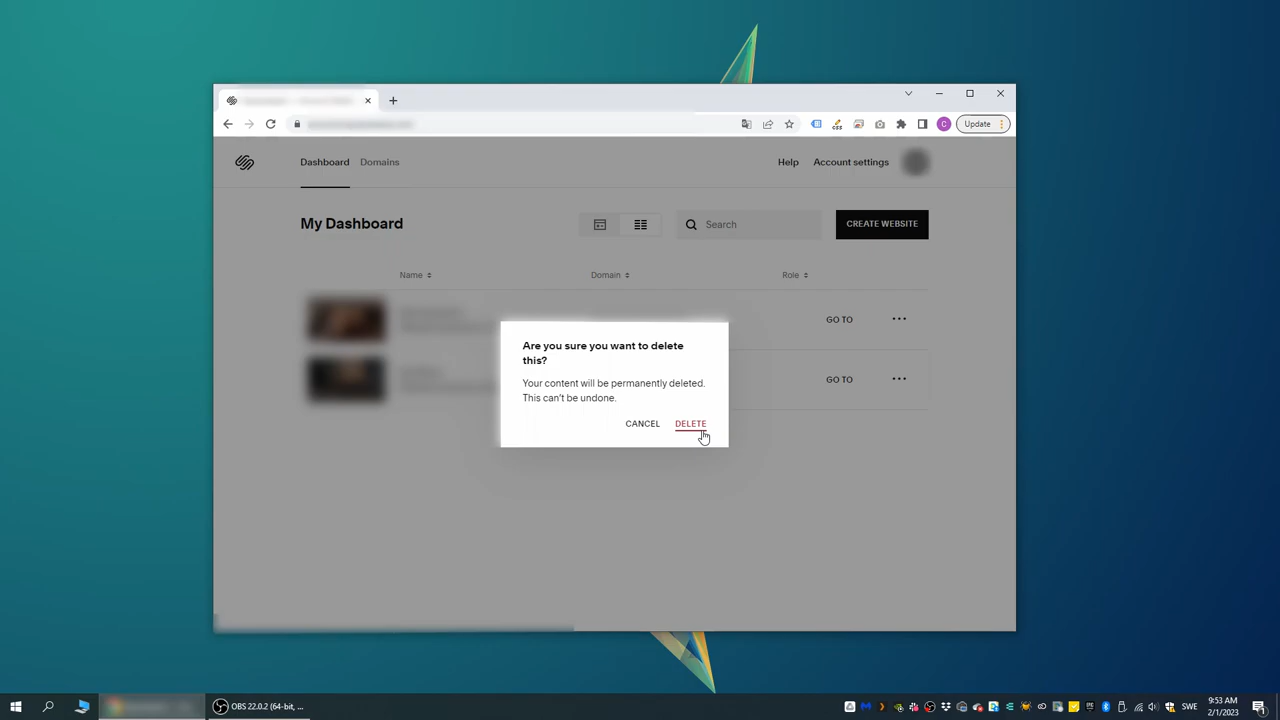 Update
Dashboard Domains Help Account settings
My Dashboard Search CREATE WEBSITE
Name Domain Role
GO TO
Are you sure you want to delete
this?
GO TO
Your content will be permanently deleted.
This can't be undone.
CANCEL DELETE
OBS 22.0.2 (64-bit, ...
SWE
9:53 AM
2/1/2023